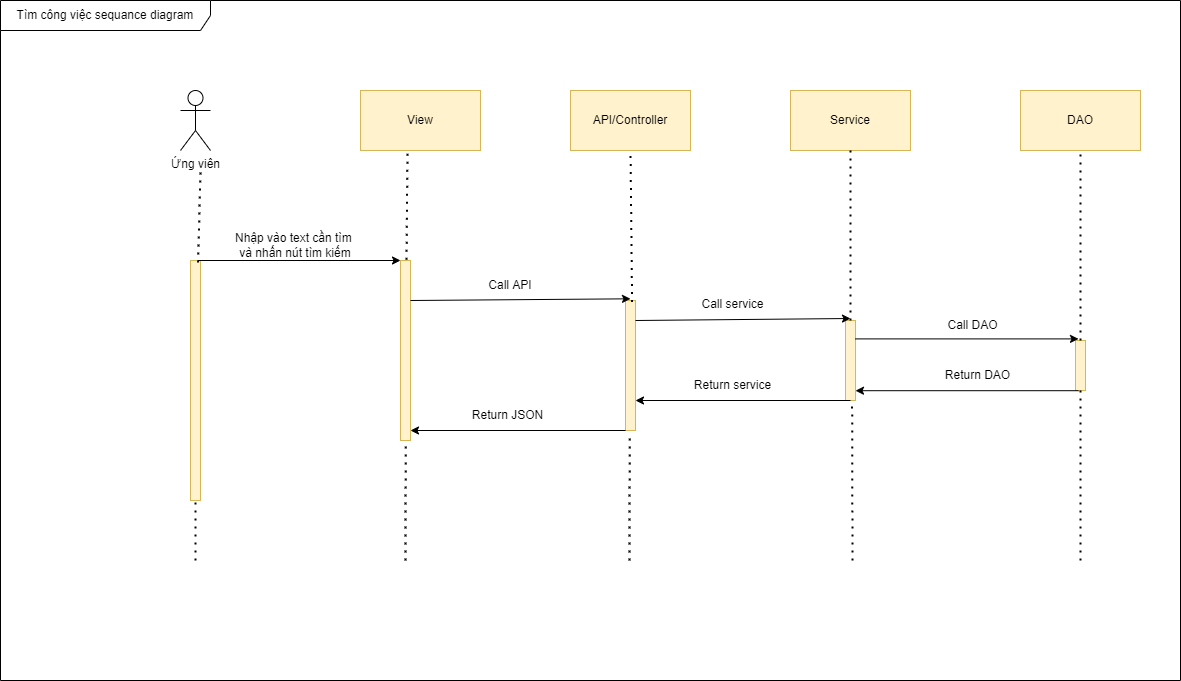 Tìm công việc sequance diagram
View
API/Controller
Service
DAO
Ứng viên
Nhập vào text cần tìm
và nhấn nút tìm kiếm
Call API
Call service
Call DAO
Return DAO
Return service
Return JSON